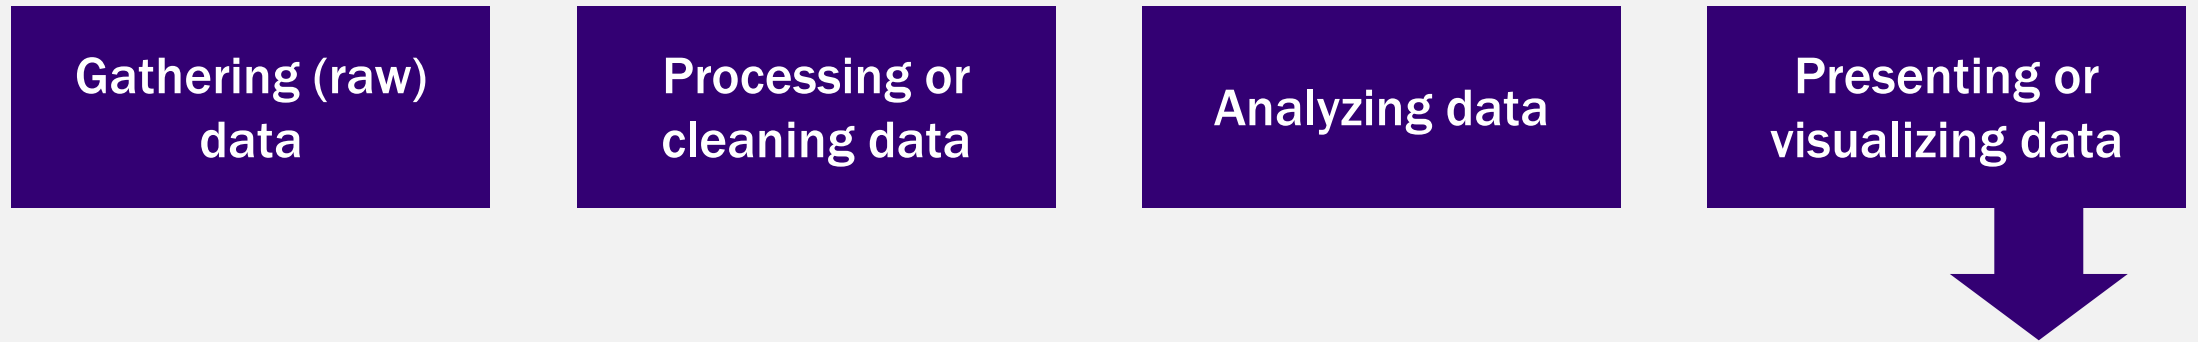 Gathering (raw)
data
Processing or
cleaning data
Analyzing data
Presenting or
visualizing data